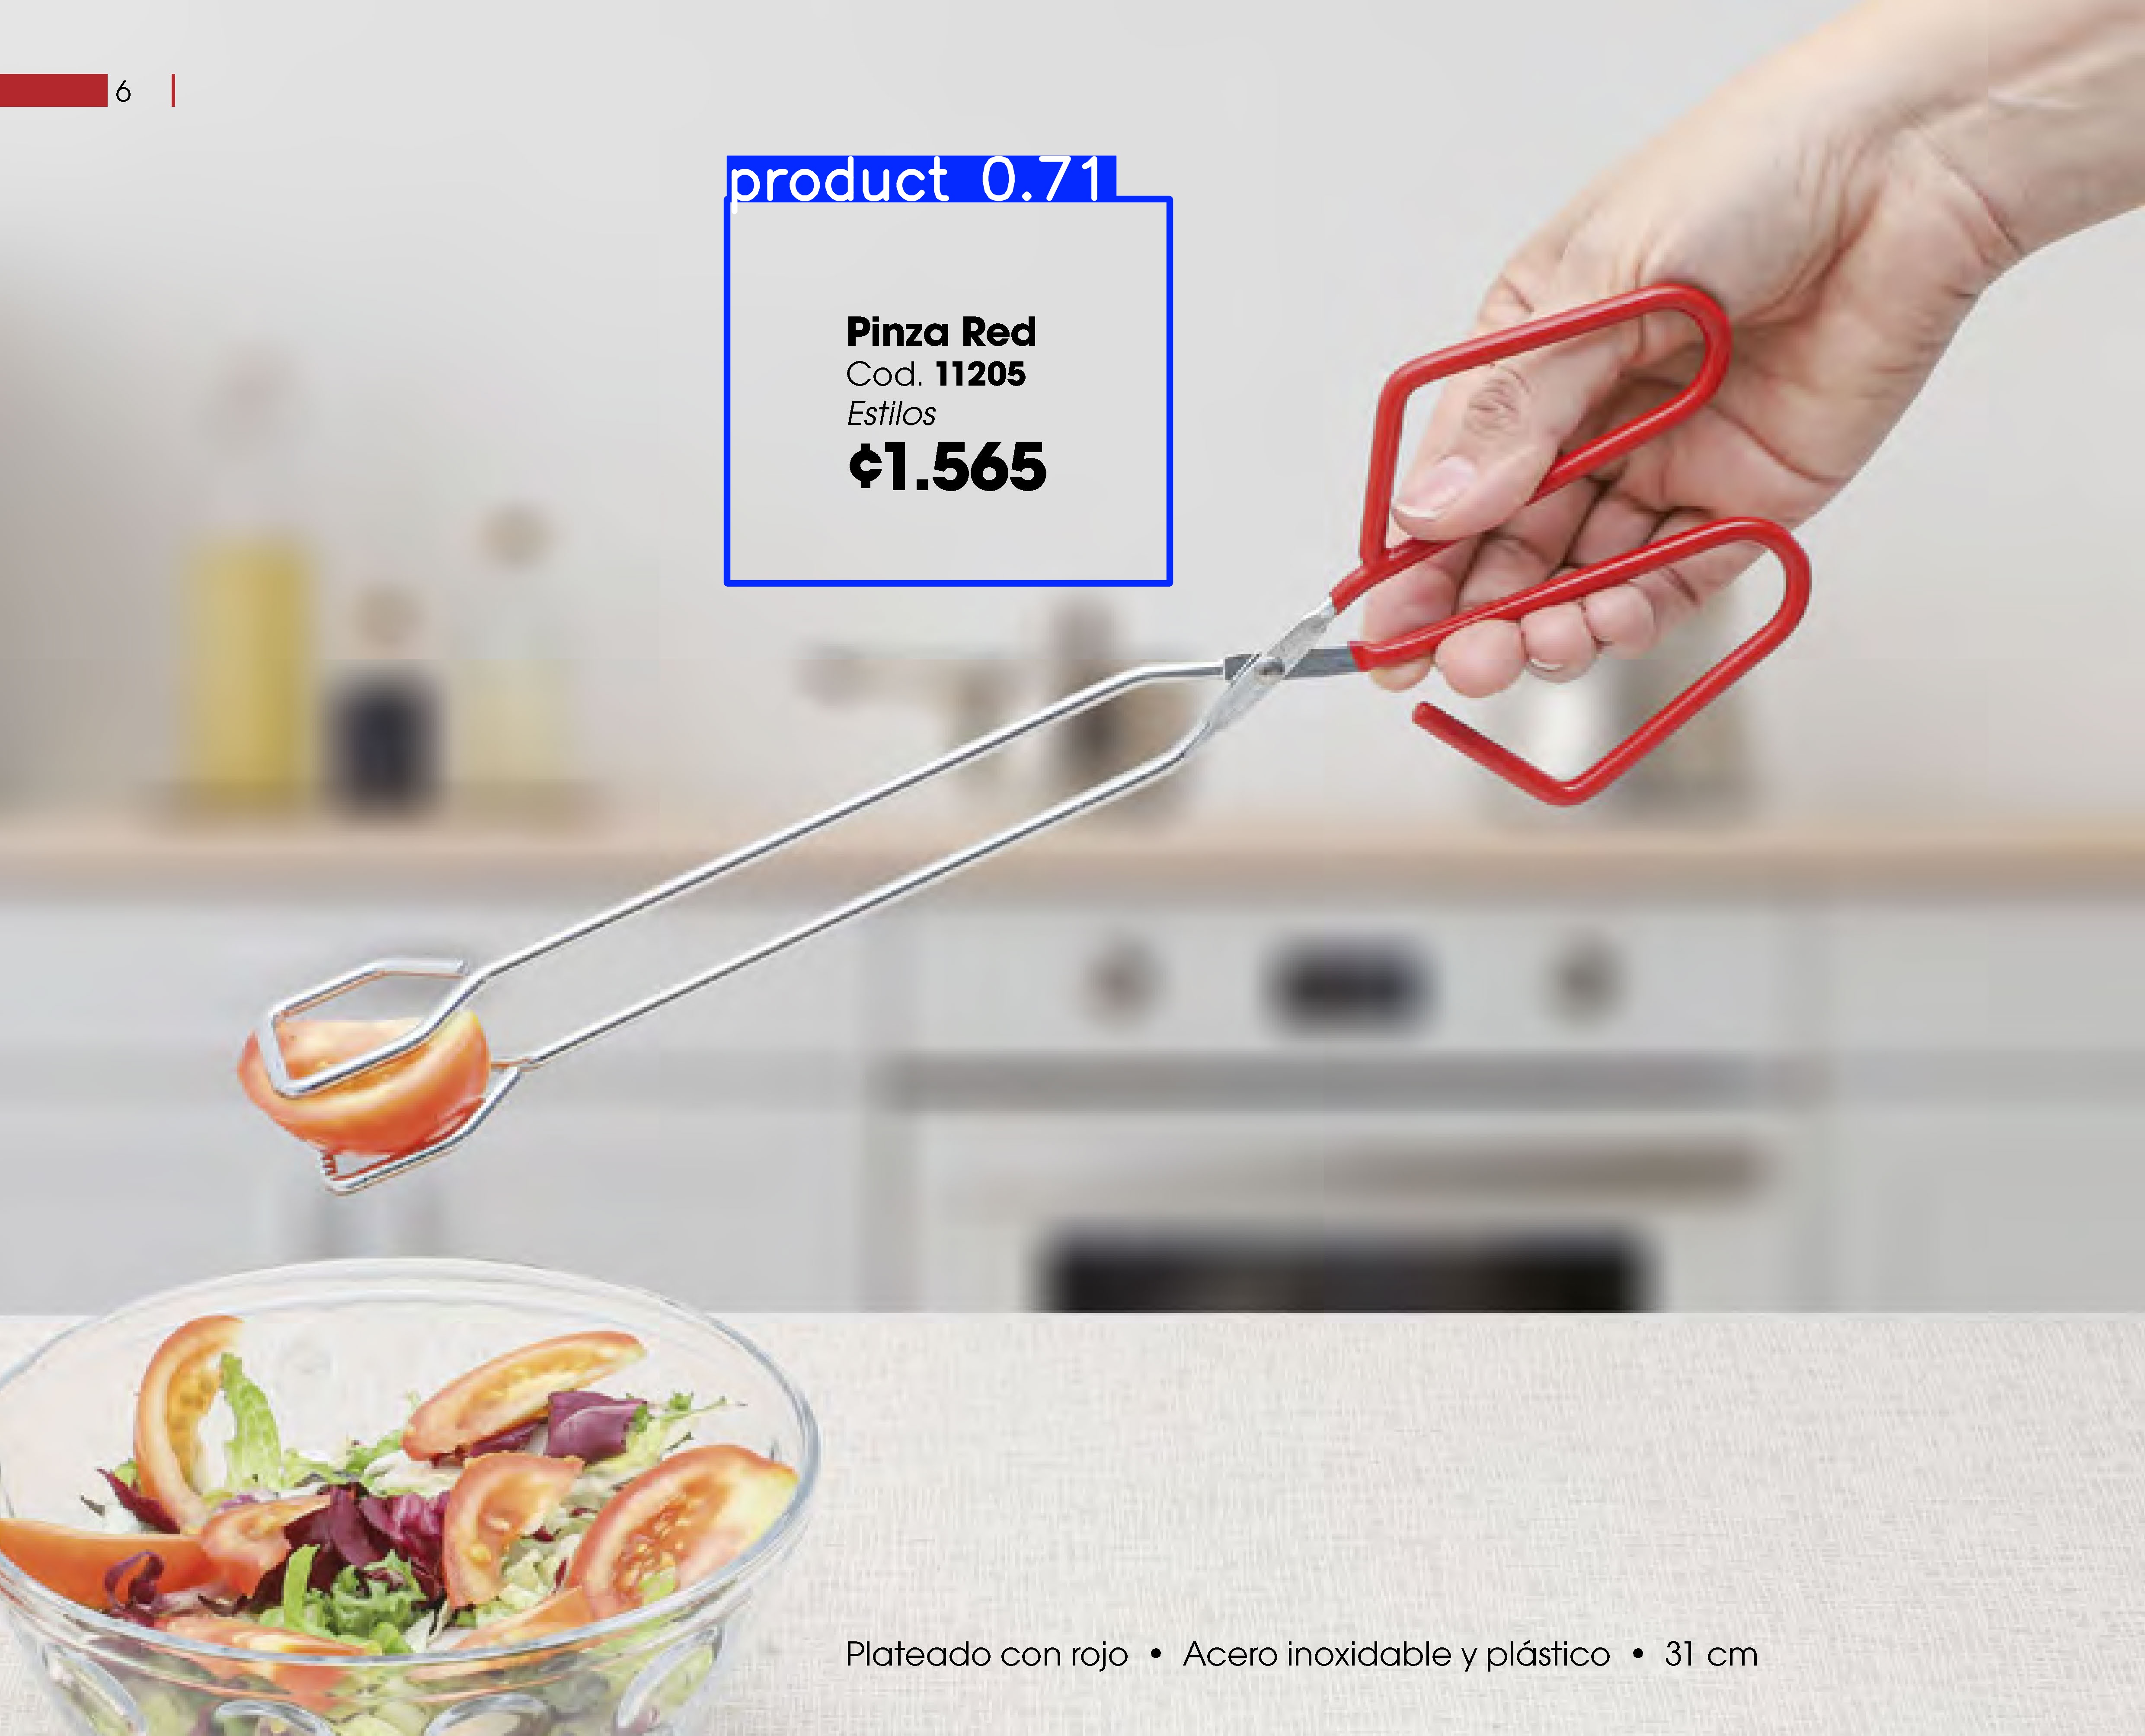 6
product 0.71
Pinza Red
Cod. 11205
Estilos
¢1.565
Plateado con rojo • Acero inoxidable y plástico • 31 cm